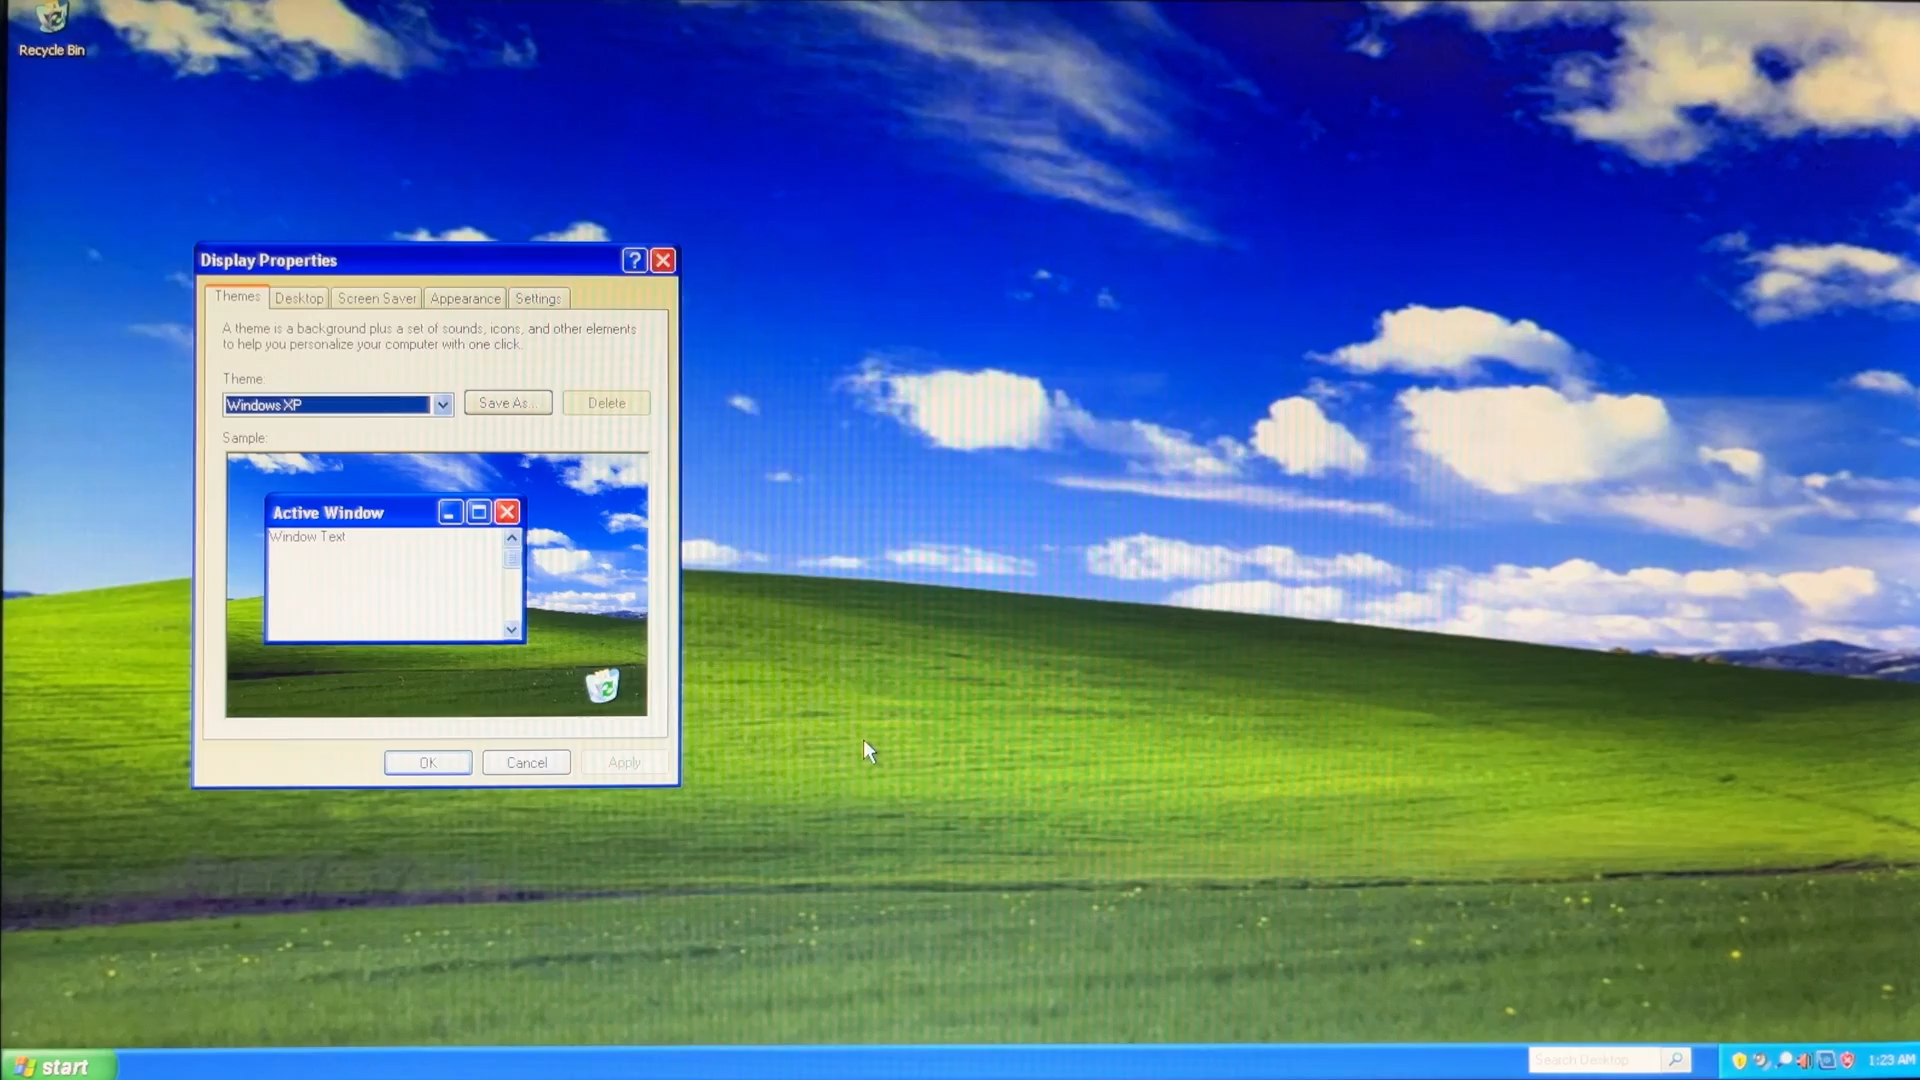 Recycle Bin
Display Properties
Themes
Desktop
Screen Saver
Appearance
Settings
A theme is a background plus a set of sounds, icons, and other elements
to help you personalize your computer with one click.
Theme:
Windows XP
Save As...
Delete
Sample:
Active Window
Window Text
OK
Cancel
Apply
start
Search Desktop
1:23 AM